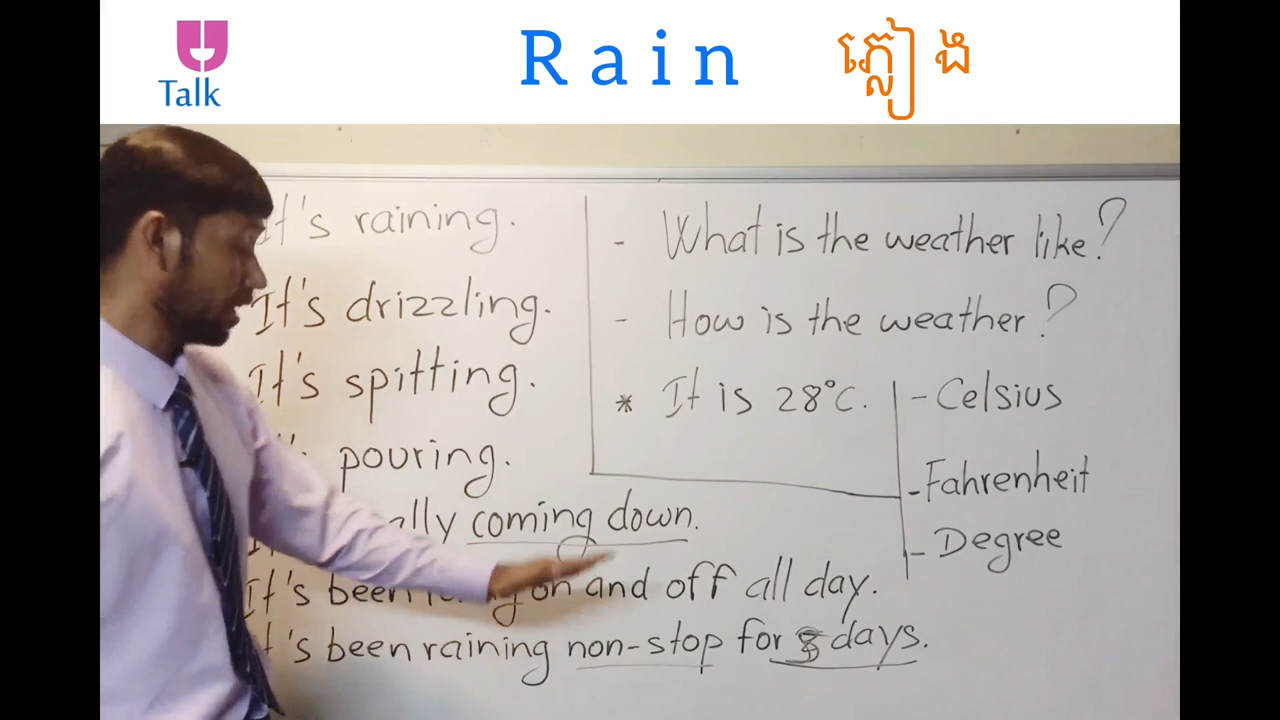 Talk
Rain ភ្លៀង
It's raining.
It's drizzling.
It's spitting.
pouring.
coming down.
It's been on and off all day.
It's been raining non-stop for days.
- What is the weather like?
- How is the weather?
* It is 28°C.
- Celsius
- Fahrenheit
- Degree